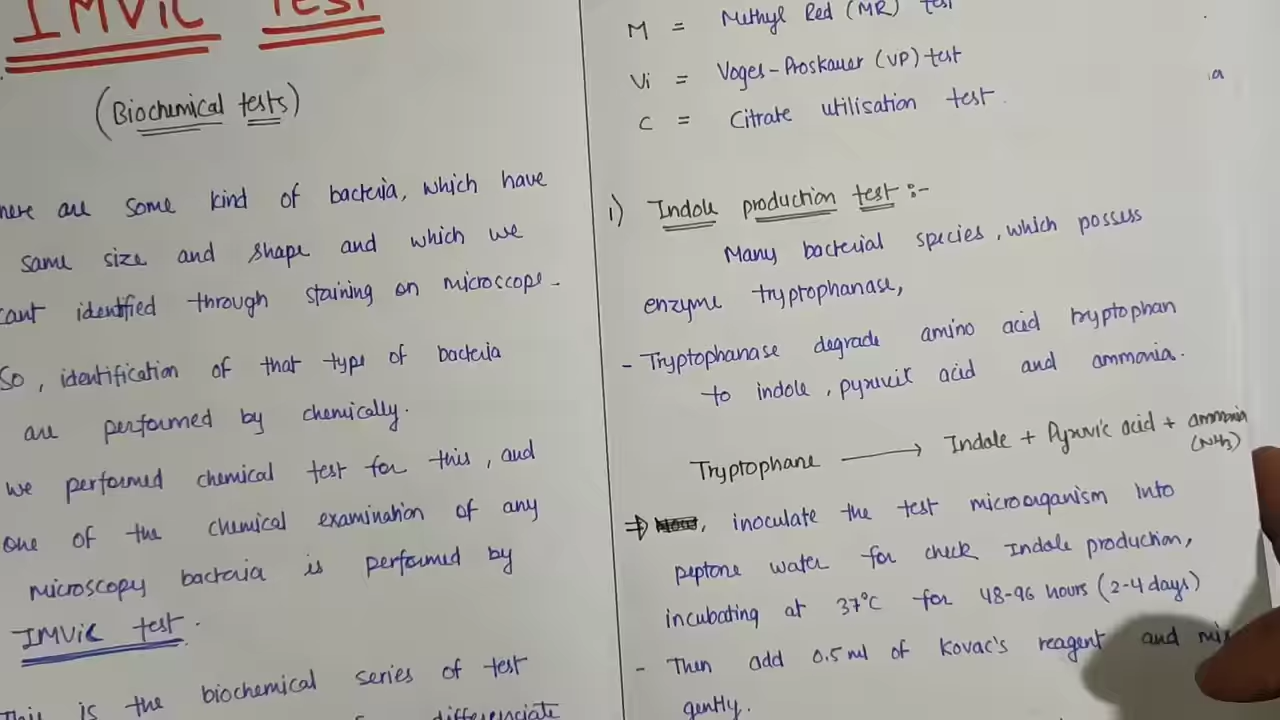 IMViC Test
(Biochemical tests)
here are some kind of bacteria, which have
same size and shape and which we
cant identified through staining on microscope-
So, identification of that type of bacteria
are performed by chemically.
we performed chemical test for this, and
one of the chemical examination of any
microscopy bacteria is performed by
IMViC test.
This is the biochemical series of test
differenciate
M = Methyl Red (MR) test
Vi = Voges-Proskauer (VP) test
C = Citrate utilisation test
a
i) Indole production test :-
Many bacterial species, which possess
enzyme tryptophanase,
- Tryptophanase degrade amino acid tryptophan
to indole, pyruvic acid and ammonia.
Tryptophane ⟶ Indole + Pyruvic acid + ammonia
(NH3)
⇒ , inoculate the test microorganism into
peptone water for check Indole production,
incubating at 37°C for 48-96 hours (2-4 days)
- Then add 0.5 ml of Kovac's reagent and mix
gently.